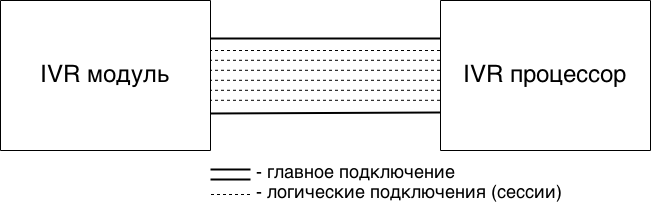 IVR модуль
IVR процессор
- главное подключение
- логические подключения (сессии)